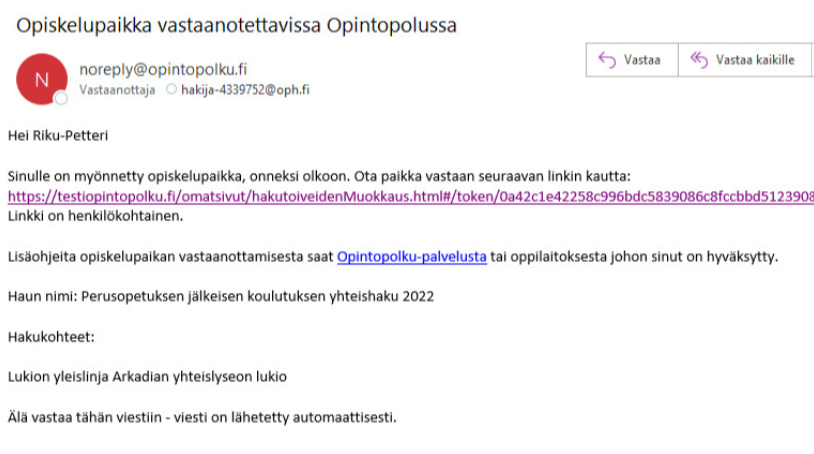 Opiskelupaikka vastaanotettavissa Opintopolussa
N
noreply@opintopolku.fi
Vastaanottaja hakija-4339752@oph.fi
Vastaa
Vastaa kaikille
Hei Riku-Petteri
Sinulle on myönnetty opiskelupaikka, onneksi olkoon. Ota paikka vastaan seuraavan linkin kautta:
https://testiopintopolku.fi/omatsivut/hakutoiveidenMuokkaus.html#/token/0a42c1e42258c996bdc5839086c8fccbbd5123908
Linkki on henkilökohtainen.
Lisäohjeita opiskelupaikan vastaanottamisesta saat Opintopolku-palvelusta tai oppilaitoksesta johon sinut on hyväksytty.
Haun nimi: Perusopetuksen jälkeisen koulutuksen yhteishaku 2022
Hakukohteet:
Lukion yleislinja Arkadian yhteislyseon lukio
Älä vastaa tähän viestiin - viesti on lähetetty automaattisesti.